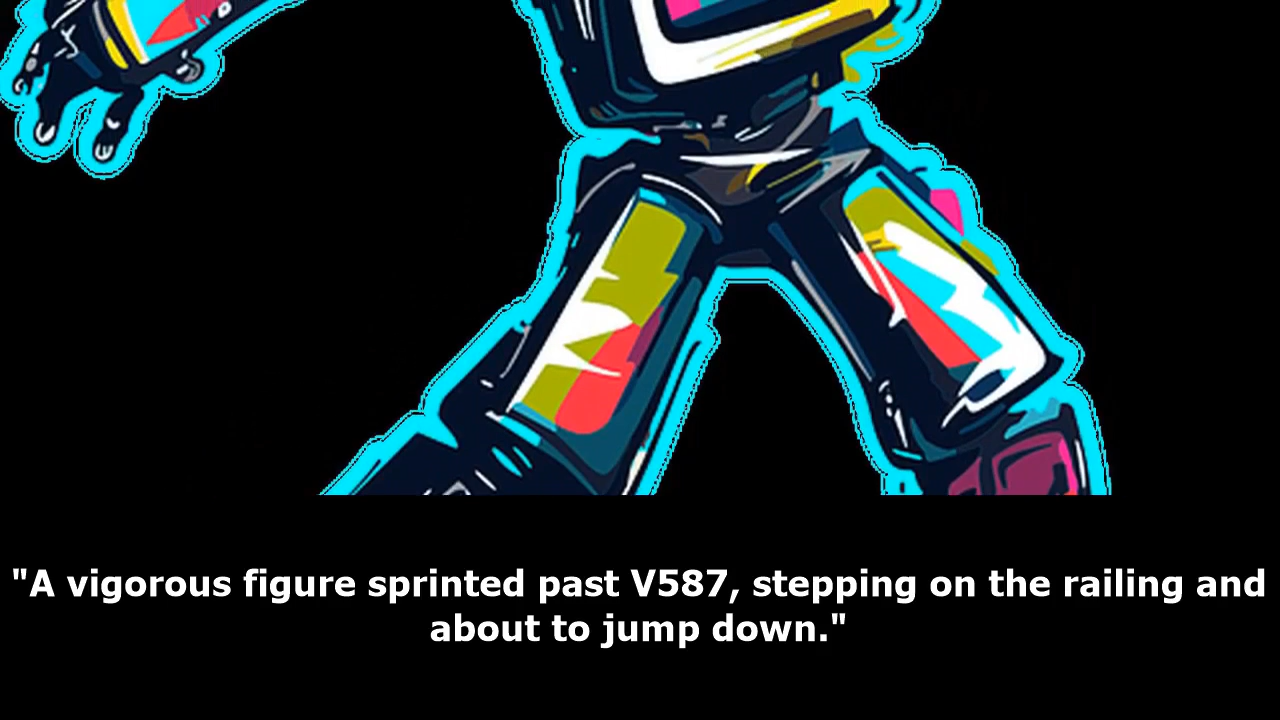 "A vigorous figure sprinted past V587, stepping on the railing and
about to jump down."